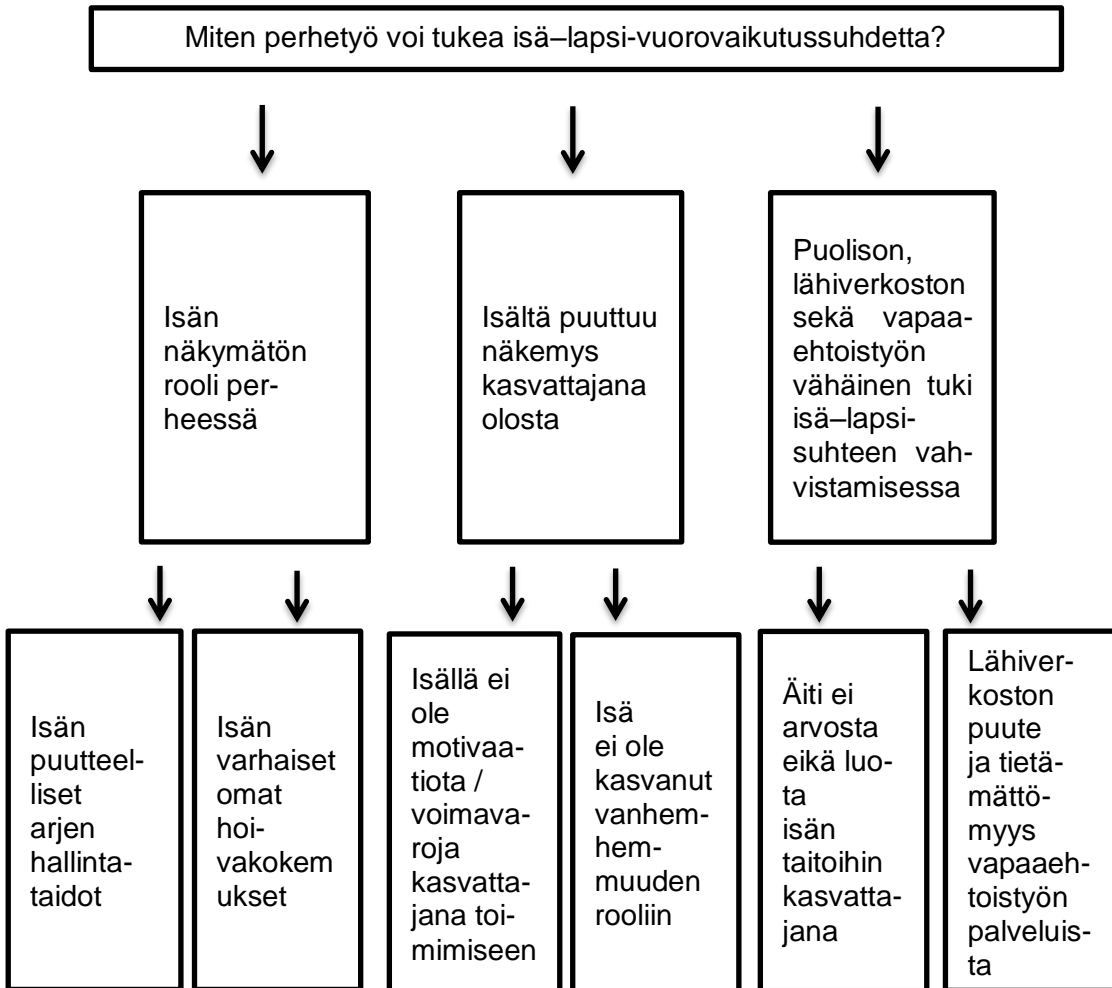 Miten perhetyö voi tukea isä–lapsi-vuorovaikutussuhdetta?
Isän
näkymätön
rooli per-
heessä
Isältä puuttuu
näkemys
kasvattajana
olosta
Puolison,
lähiverkoston
sekä vapaa-
ehtoistyön
vähäinen tuki
isä–lapsi-
suhteen vah-
vistamisessa
Isän
puutteel-
liset
arjen
hallinta-
taidot
Isän
varhaiset
omat
hoi-
vakokem
ukset
Isällä ei
ole
motivaa-
tiota /
voimava-
roja
kasvatta-
jana toi-
mimiseen
Isä
ei ole
kasvanut
vanhem-
hem-
muuden
rooliin
Äiti ei
arvosta
eikä luo-
ta
isän
taitoihin
kasvatta-
jana
Lähiver-
koston
puute
ja tietä-
mättö-
myys
vapaaeh-
toistyön
palveluis-
ta